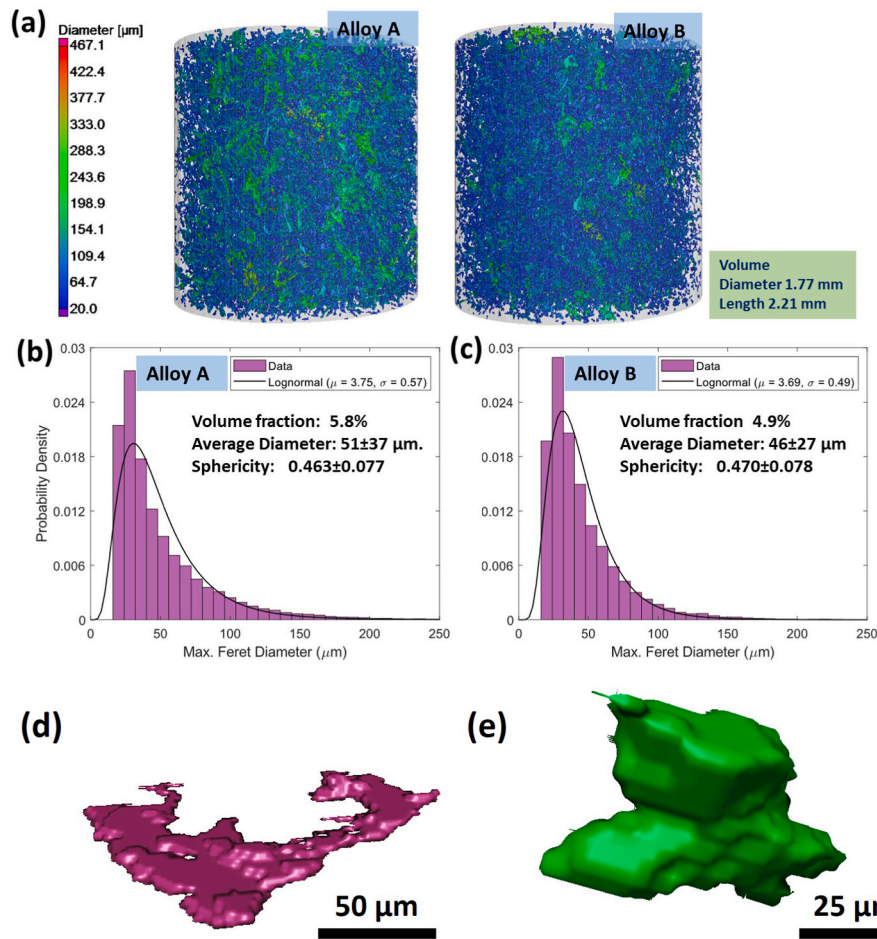 (a)
Diameter [µm]
467.1
422.4
377.7
333.0
288.3
243.6
198.9
154.1
109.4
64.7
20.0
Alloy A
Alloy B
Volume
Diameter 1.77 mm
Length 2.21 mm
(b)
Alloy A
Data
Lognormal (μ = 3.75, σ = 0.57)
Volume fraction: 5.8%
Average Diameter: 51±37 µm.
Sphericity: 0.463±0.077
Probability Density
0.03
0.024
0.018
0.012
0.006
0
0
50
100
150
200
250
Max. Feret Diameter (μm)
(c)
Alloy B
Data
Lognormal (μ = 3.69, σ = 0.49)
Volume fraction 4.9%
Average Diameter: 46±27 µm
Sphericity: 0.470±0.078
0.03
0.024
0.018
0.012
0.006
0
0
50
100
150
200
250
Max. Feret Diameter (μm)
(d)
50 µm
(e)
25 µ